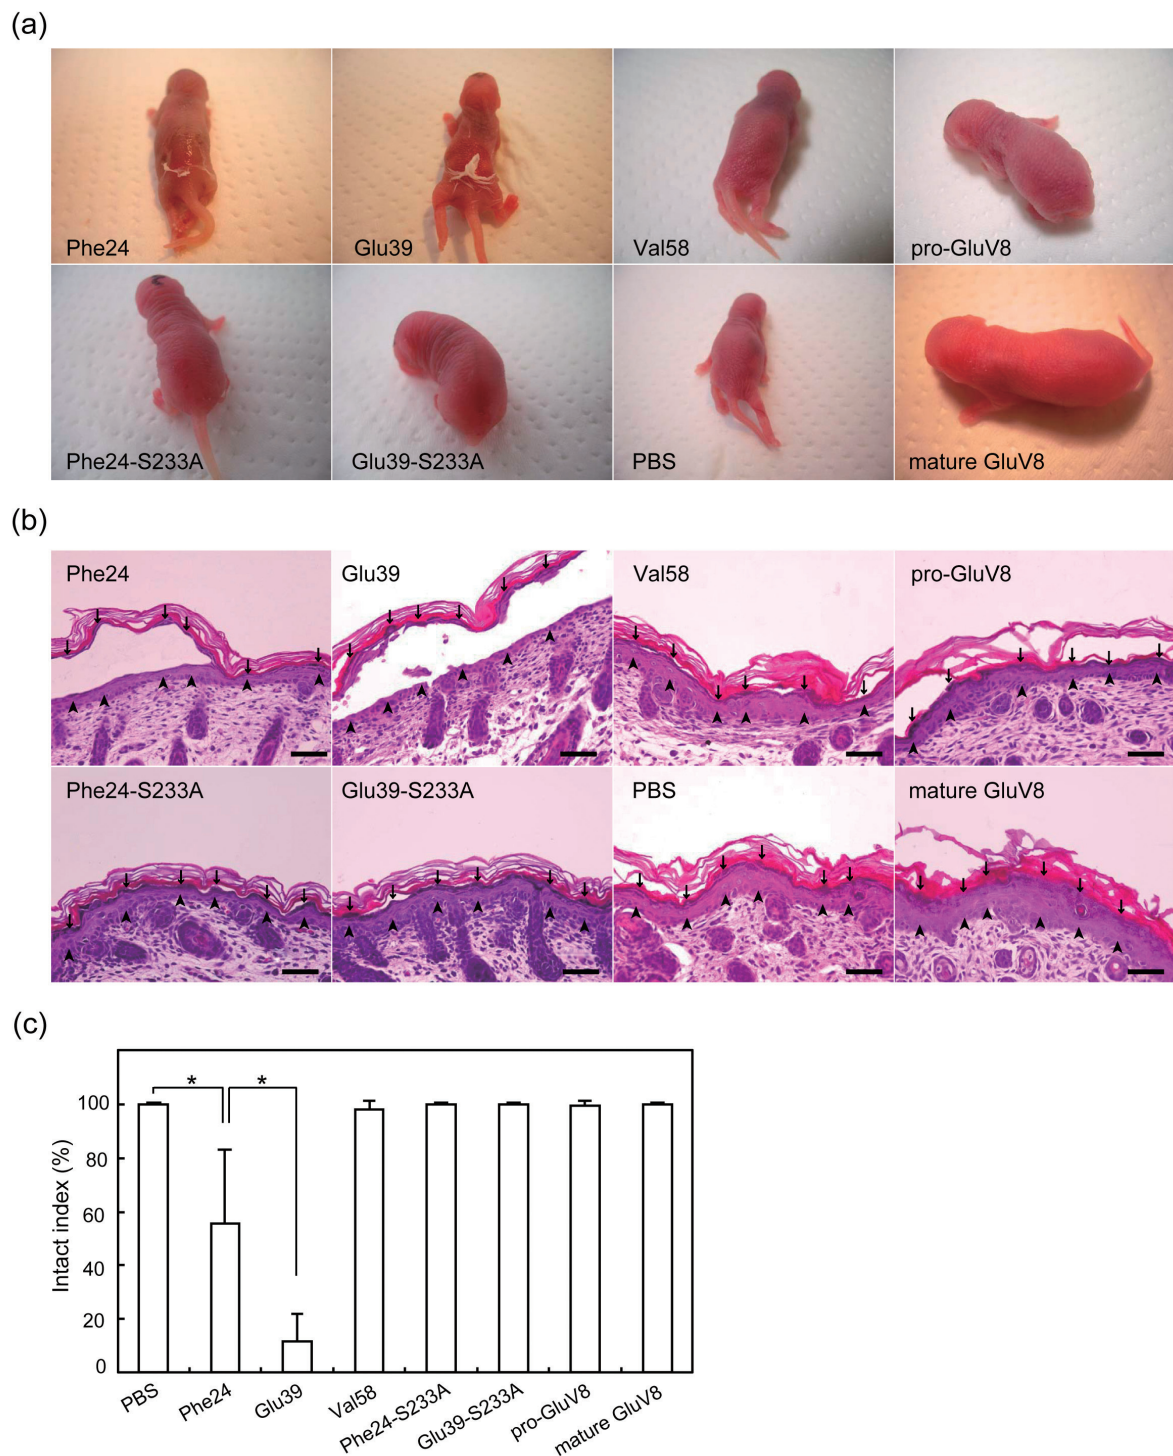 (a)
Phe24
Glu39
Val58
pro-GluV8
Phe24-S233A
Glu39-S233A
PBS
mature GluV8
(b)
Phe24
Glu39
Val58
pro-GluV8
Phe24-S233A
Glu39-S233A
PBS
mature GluV8
(c)
Intact index (%)
100
80
60
40
20
0
*
*
PBS
Phe24
Glu39
Val58
Phe24-S233A
Glu39-S233A
pro-GluV8
mature GluV8